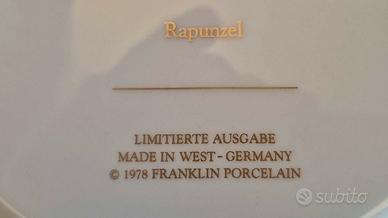 Rapunzel
LIMITIERTE AUSGABE
MADE IN WEST-GERMANY
© 1978 FRANKLIN PORCELAIN
subito